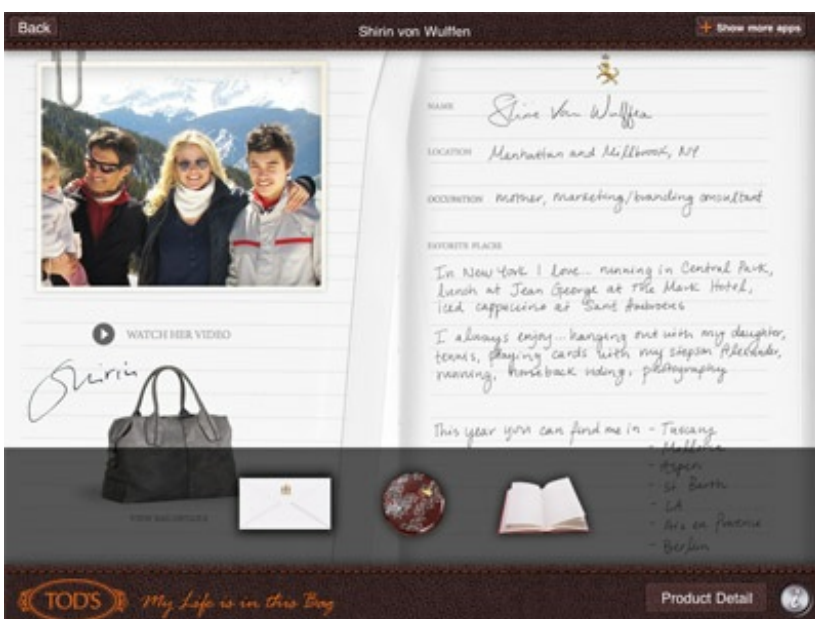 Back
Shirin von Wulffen
+ Show more apps
NAME Shirin Von Wulffen
LOCATION Manhattan and Millbrook, NY
OCCUPATION mother, marketing/branding consultant
FAVORITE PLACES
In New York I love... running in Central Park,
lunch at Jean George at The Mark Hotel,
iced cappuccino at Sant Ambroeus
I always enjoy... hanging out with my daughter,
tennis, playing cards with my stepson Alexander,
running, horseback riding, photography
This year you can find me in - Tuscany
- Mallorca
- Aspen
- St Barth
- LA
- Aix en Provence
- Berlin
WATCH HER VIDEO
Shirin
VIEW BAG DETAILS
TOD'S
My Life is in this Bag
Product Detail
i